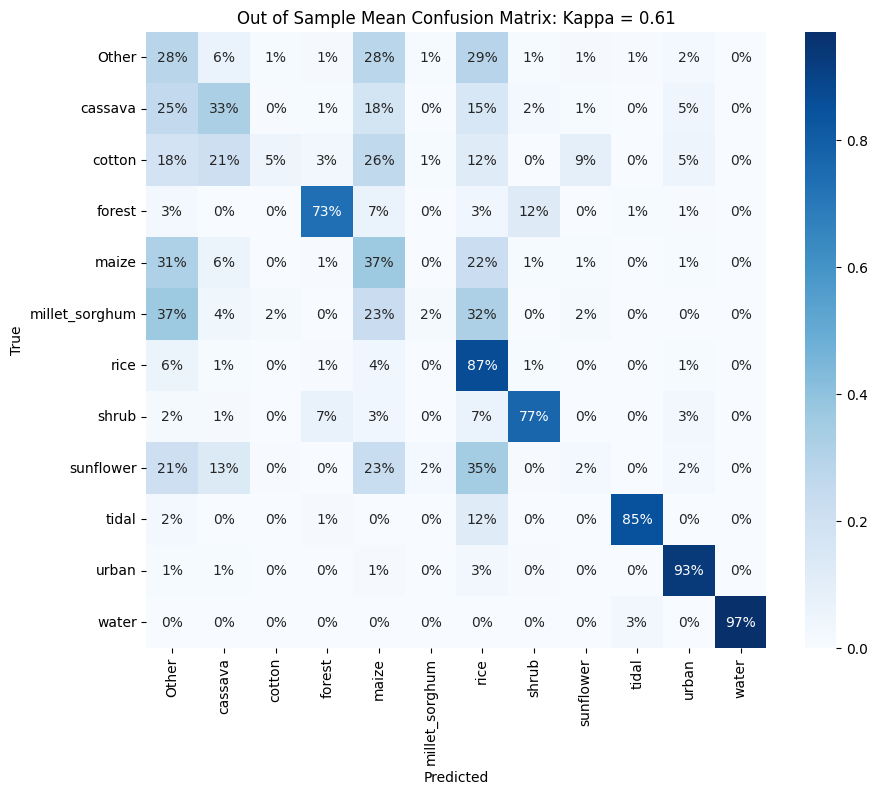 Out of Sample Mean Confusion Matrix: Kappa = 0.61
Other 28% 6% 1% 1% 28% 1% 29% 1% 1% 1% 2% 0%
cassava 25% 33% 0% 1% 18% 0% 15% 2% 1% 0% 5% 0%
cotton 18% 21% 5% 3% 26% 1% 12% 0% 9% 0% 5% 0%
forest 3% 0% 0% 73% 7% 0% 3% 12% 0% 1% 1% 0%
maize 31% 6% 0% 1% 37% 0% 22% 1% 1% 0% 1% 0%
millet_sorghum 37% 4% 2% 0% 23% 2% 32% 0% 2% 0% 0% 0%
rice 6% 1% 0% 1% 4% 0% 87% 1% 0% 0% 1% 0%
shrub 2% 1% 0% 7% 3% 0% 7% 77% 0% 0% 3% 0%
sunflower 21% 13% 0% 0% 23% 2% 35% 0% 2% 0% 2% 0%
tidal 2% 0% 0% 1% 0% 0% 12% 0% 0% 85% 0% 0%
urban 1% 1% 0% 0% 1% 0% 3% 0% 0% 0% 93% 0%
water 0% 0% 0% 0% 0% 0% 0% 0% 0% 3% 0% 97%
True
Other cassava cotton forest maize millet_sorghum rice shrub sunflower tidal urban water
Predicted
0.8
0.6
0.4
0.2
0.0